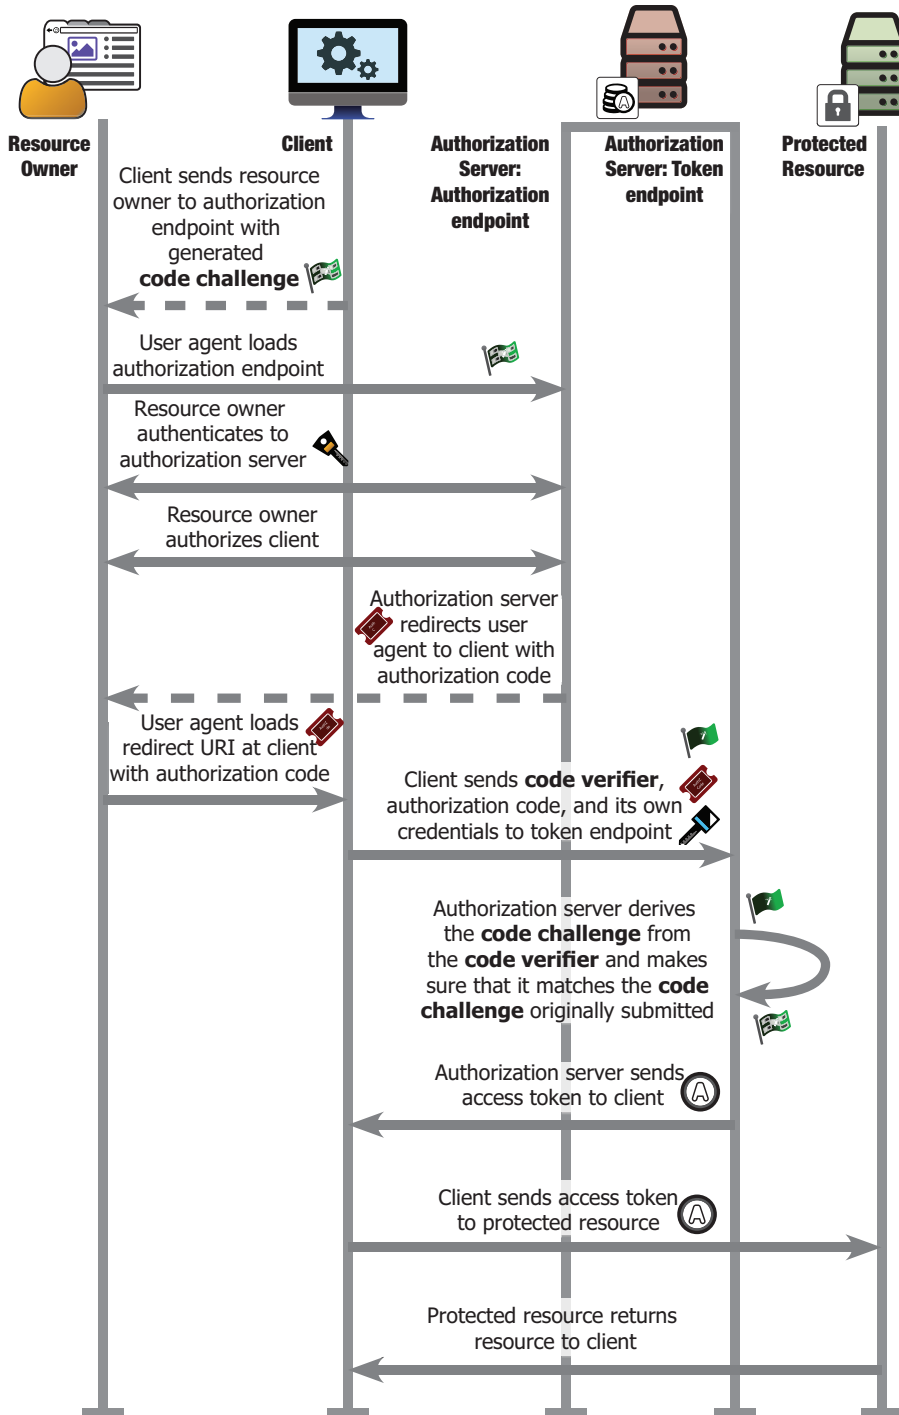 Resource
Owner
Client
Authorization
Server:
Authorization
endpoint
Authorization
Server: Token
endpoint
Protected
Resource
Client sends resource
owner to authorization
endpoint with
generated
code challenge
User agent loads
authorization endpoint
Resource owner
authenticates to
authorization server
Resource owner
authorizes client
Authorization server
redirects user
agent to client with
authorization code
User agent loads
redirect URI at client
with authorization code
Client sends code verifier,
authorization code, and its own
credentials to token endpoint
Authorization server derives
the code challenge from
the code verifier and makes
sure that it matches the code
challenge originally submitted
Authorization server sends
access token to client
A
Client sends access token
to protected resource
A
Protected resource returns
resource to client